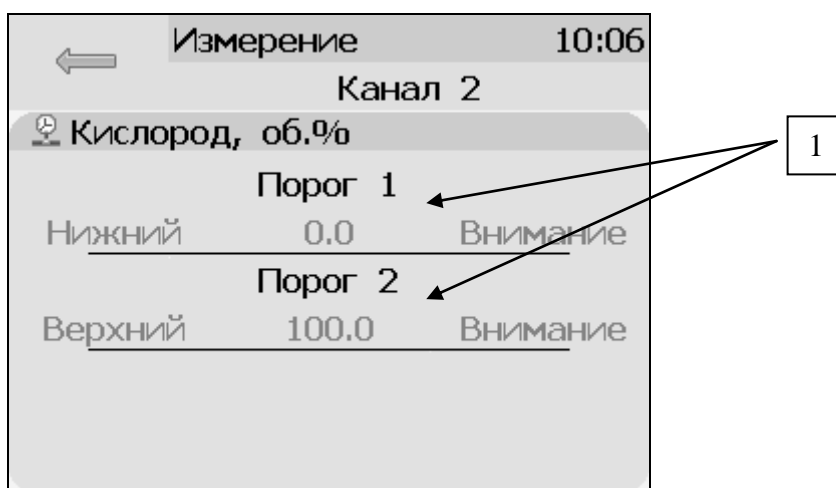 Измерение 10:06
Канал 2
Кислород, об.%
1
Порог 1
Нижний 0.0 Внимание
Порог 2
Верхний 100.0 Внимание